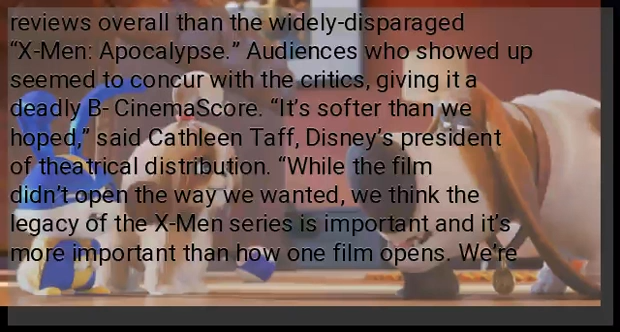 reviews overall than the widely-disparaged
“X-Men: Apocalypse.” Audiences who showed up
seemed to concur with the critics, giving it a
deadly B- CinemaScore. “It’s softer than we
hoped,” said Cathleen Taff, Disney’s president
of theatrical distribution. “While the film
didn’t open the way we wanted, we think the
legacy of the X-Men series is important and it’s
more important than how one film opens. We’re